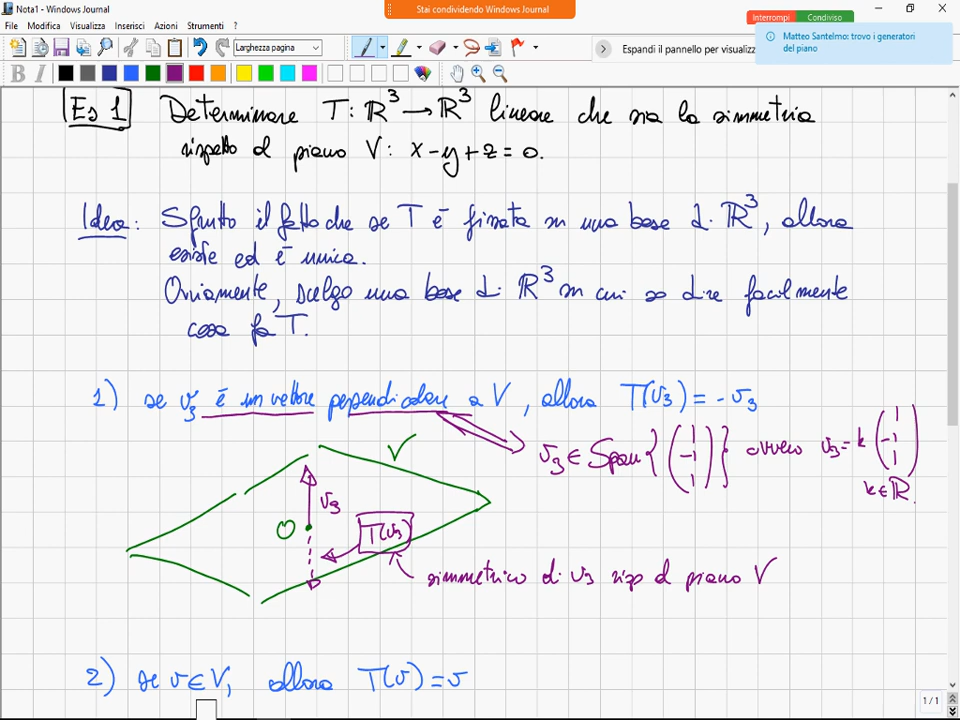 Nota1 - Windows Journal
Stai condividendo Windows Journal
Interrompi
Condiviso
File Modifica Visualizza Inserisci Azioni Strumenti ?
Matteo Santelmo: trovo i generatori
del piano
Larghezza pagina
Espandi il pannello per visualizz
B I
Es 1 Determinare T: ℝ³ → ℝ³ lineare che sia la simmetria
rispetto al piano V: x-y+z=0.
Idea: Sfrutto il fatto che se T è fissata su una base di ℝ³, allora
esiste ed è unica.
Ovviamente, scelgo una base di ℝ³ su cui so dire facilmente
cosa fa T.
1) se v₃ è un vettore perpendicolare a V, allora T(v₃) = -v₃
v₃ ∈ Span{(1 -1 1)} ovvero v₃ = k (1 -1 1)
k∈ℝ.
V
v₃
O
T(v₃)
simmetrico di v₃ risp al piano V
2) se v∈V, allora T(v)=v
1 / 1